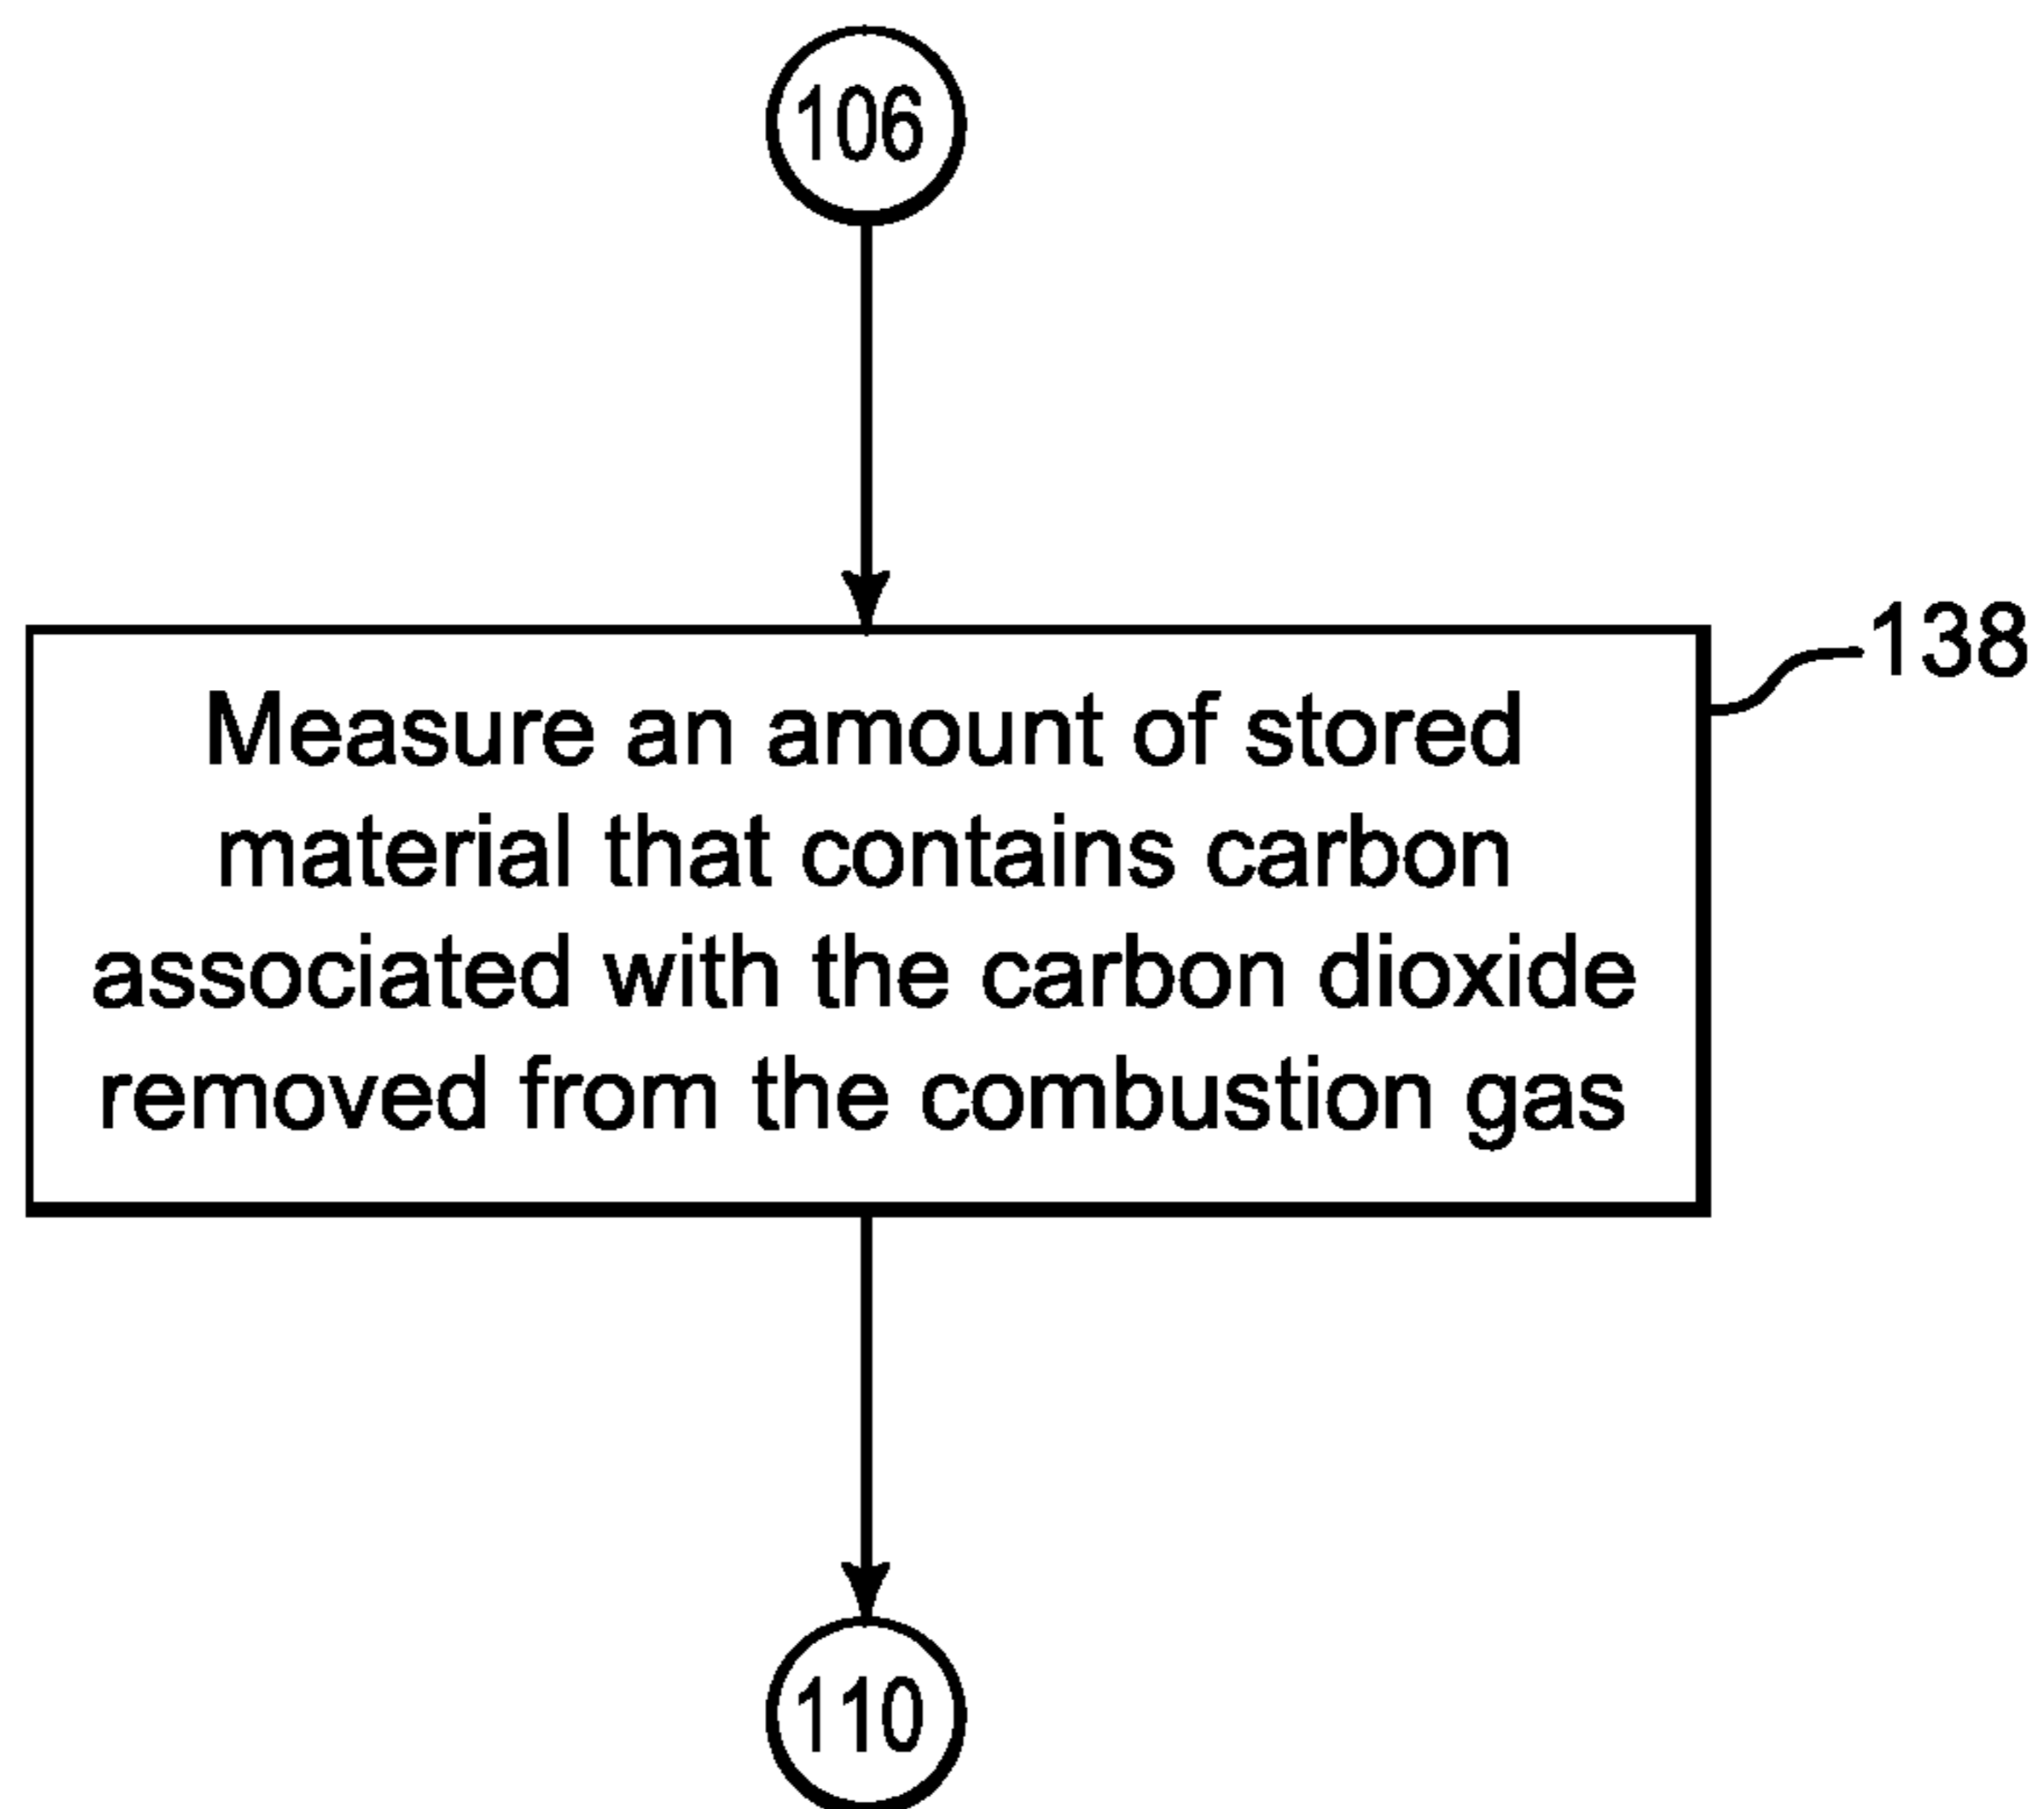 106
138
Measure an amount of stored
material that contains carbon
associated with the carbon dioxide
removed from the combustion gas
110